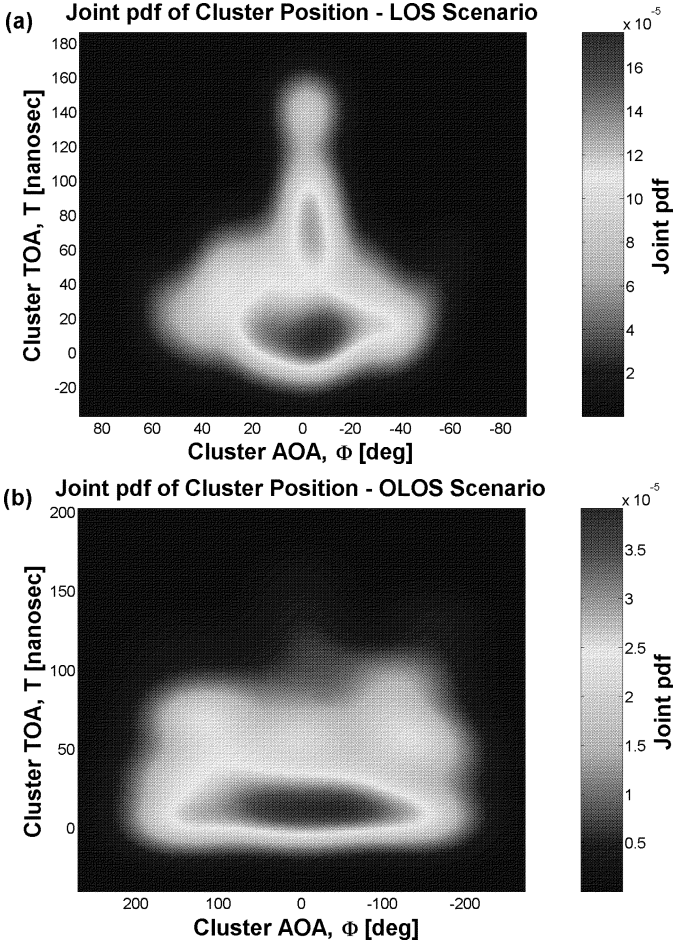 (a)
Joint pdf of Cluster Position - LOS Scenario
x 10⁻⁵
180
160
140
120
100
80
60
40
20
0
-20
Cluster TOA, T [nanosec]
80 60 40 20 0 -20 -40 -60 -80
Cluster AOA, Φ [deg]
16
14
12
10
8
6
4
2
Joint pdf
(b)
Joint pdf of Cluster Position - OLOS Scenario
x 10⁻⁵
200
150
100
50
0
Cluster TOA, T [nanosec]
200 100 0 -100 -200
Cluster AOA, Φ [deg]
3.5
3
2.5
2
1.5
1
0.5
Joint pdf